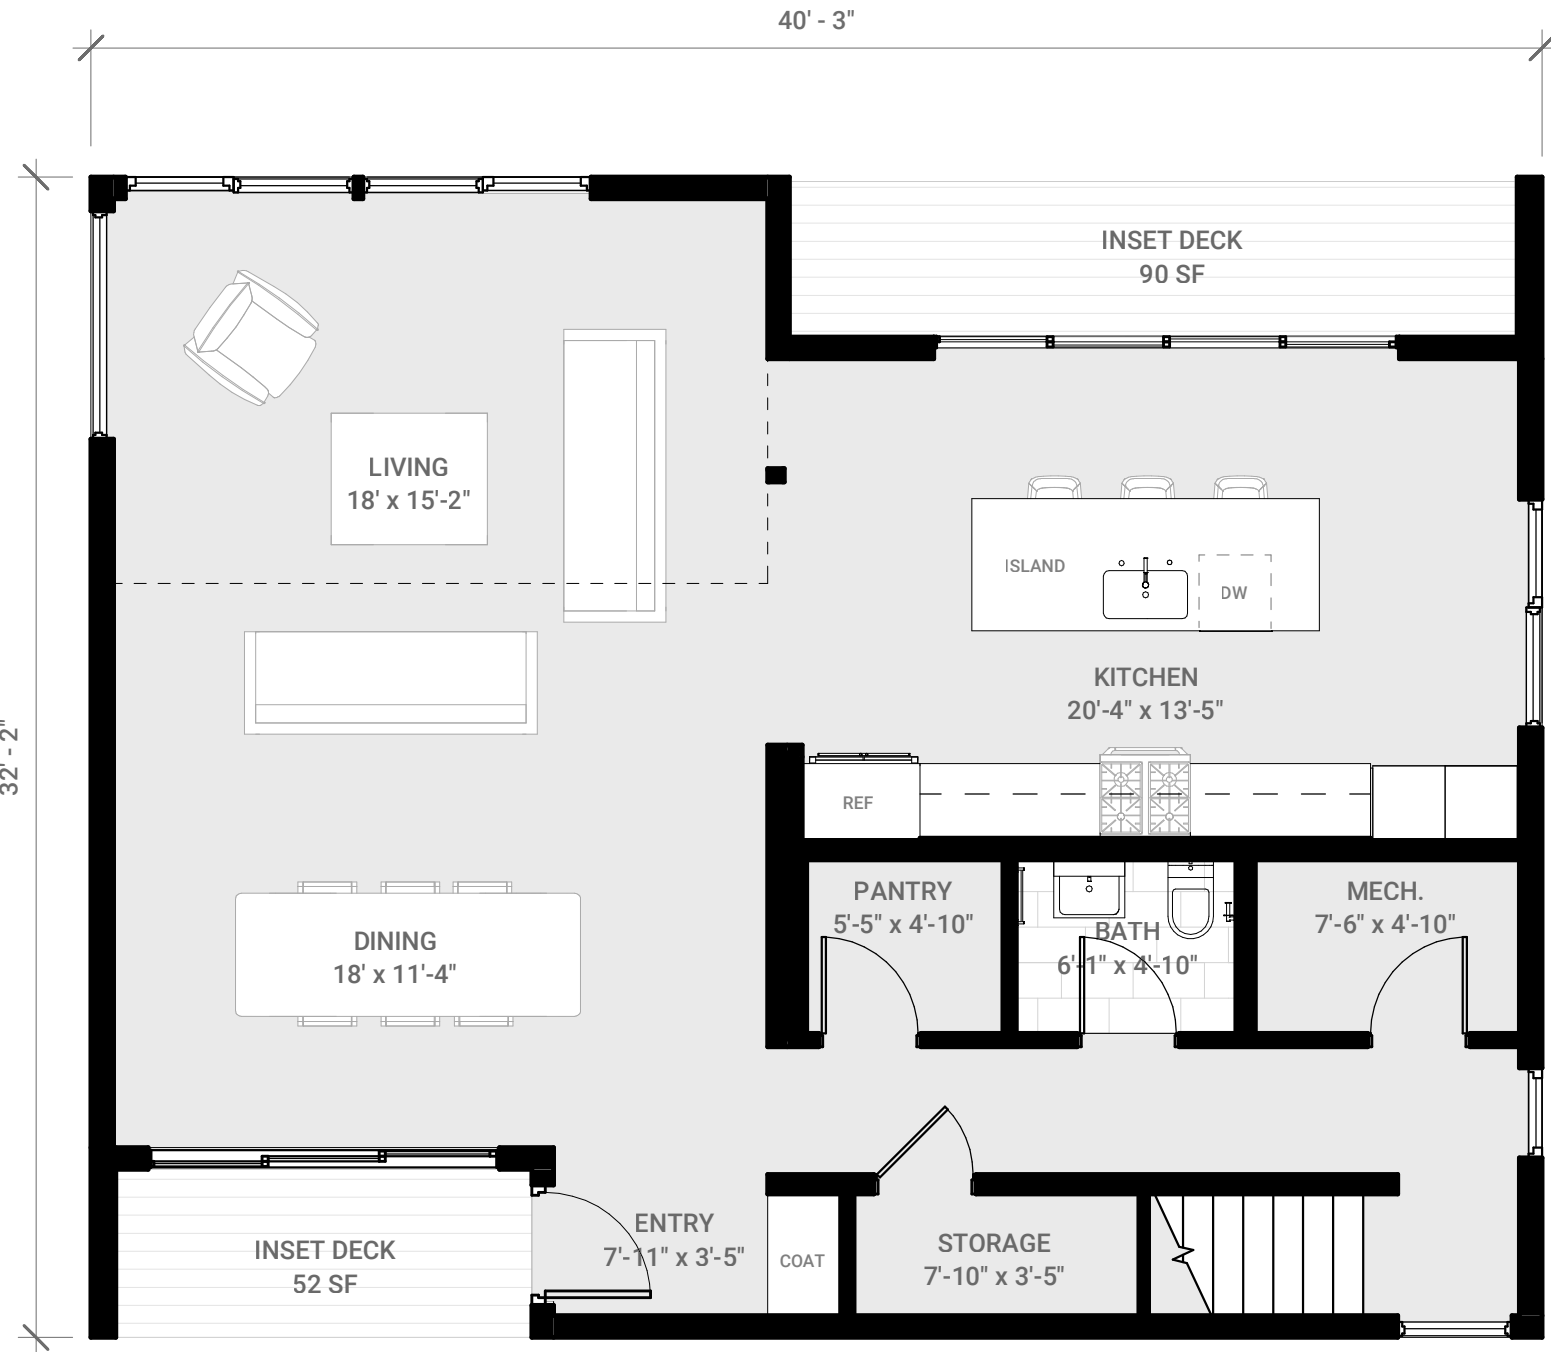 40' - 3"
INSET DECK
90 SF
LIVING
18' x 15'-2"
ISLAND
DW
KITCHEN
20'-4" x 13'-5"
32' - 2"
REF
PANTRY
5'-5" x 4'-10"
BATH
6'-1" x 4'-10"
MECH.
7'-6" x 4'-10"
DINING
18' x 11'-4"
ENTRY
7'-11" x 3'-5"
COAT
STORAGE
7'-10" x 3'-5"
INSET DECK
52 SF